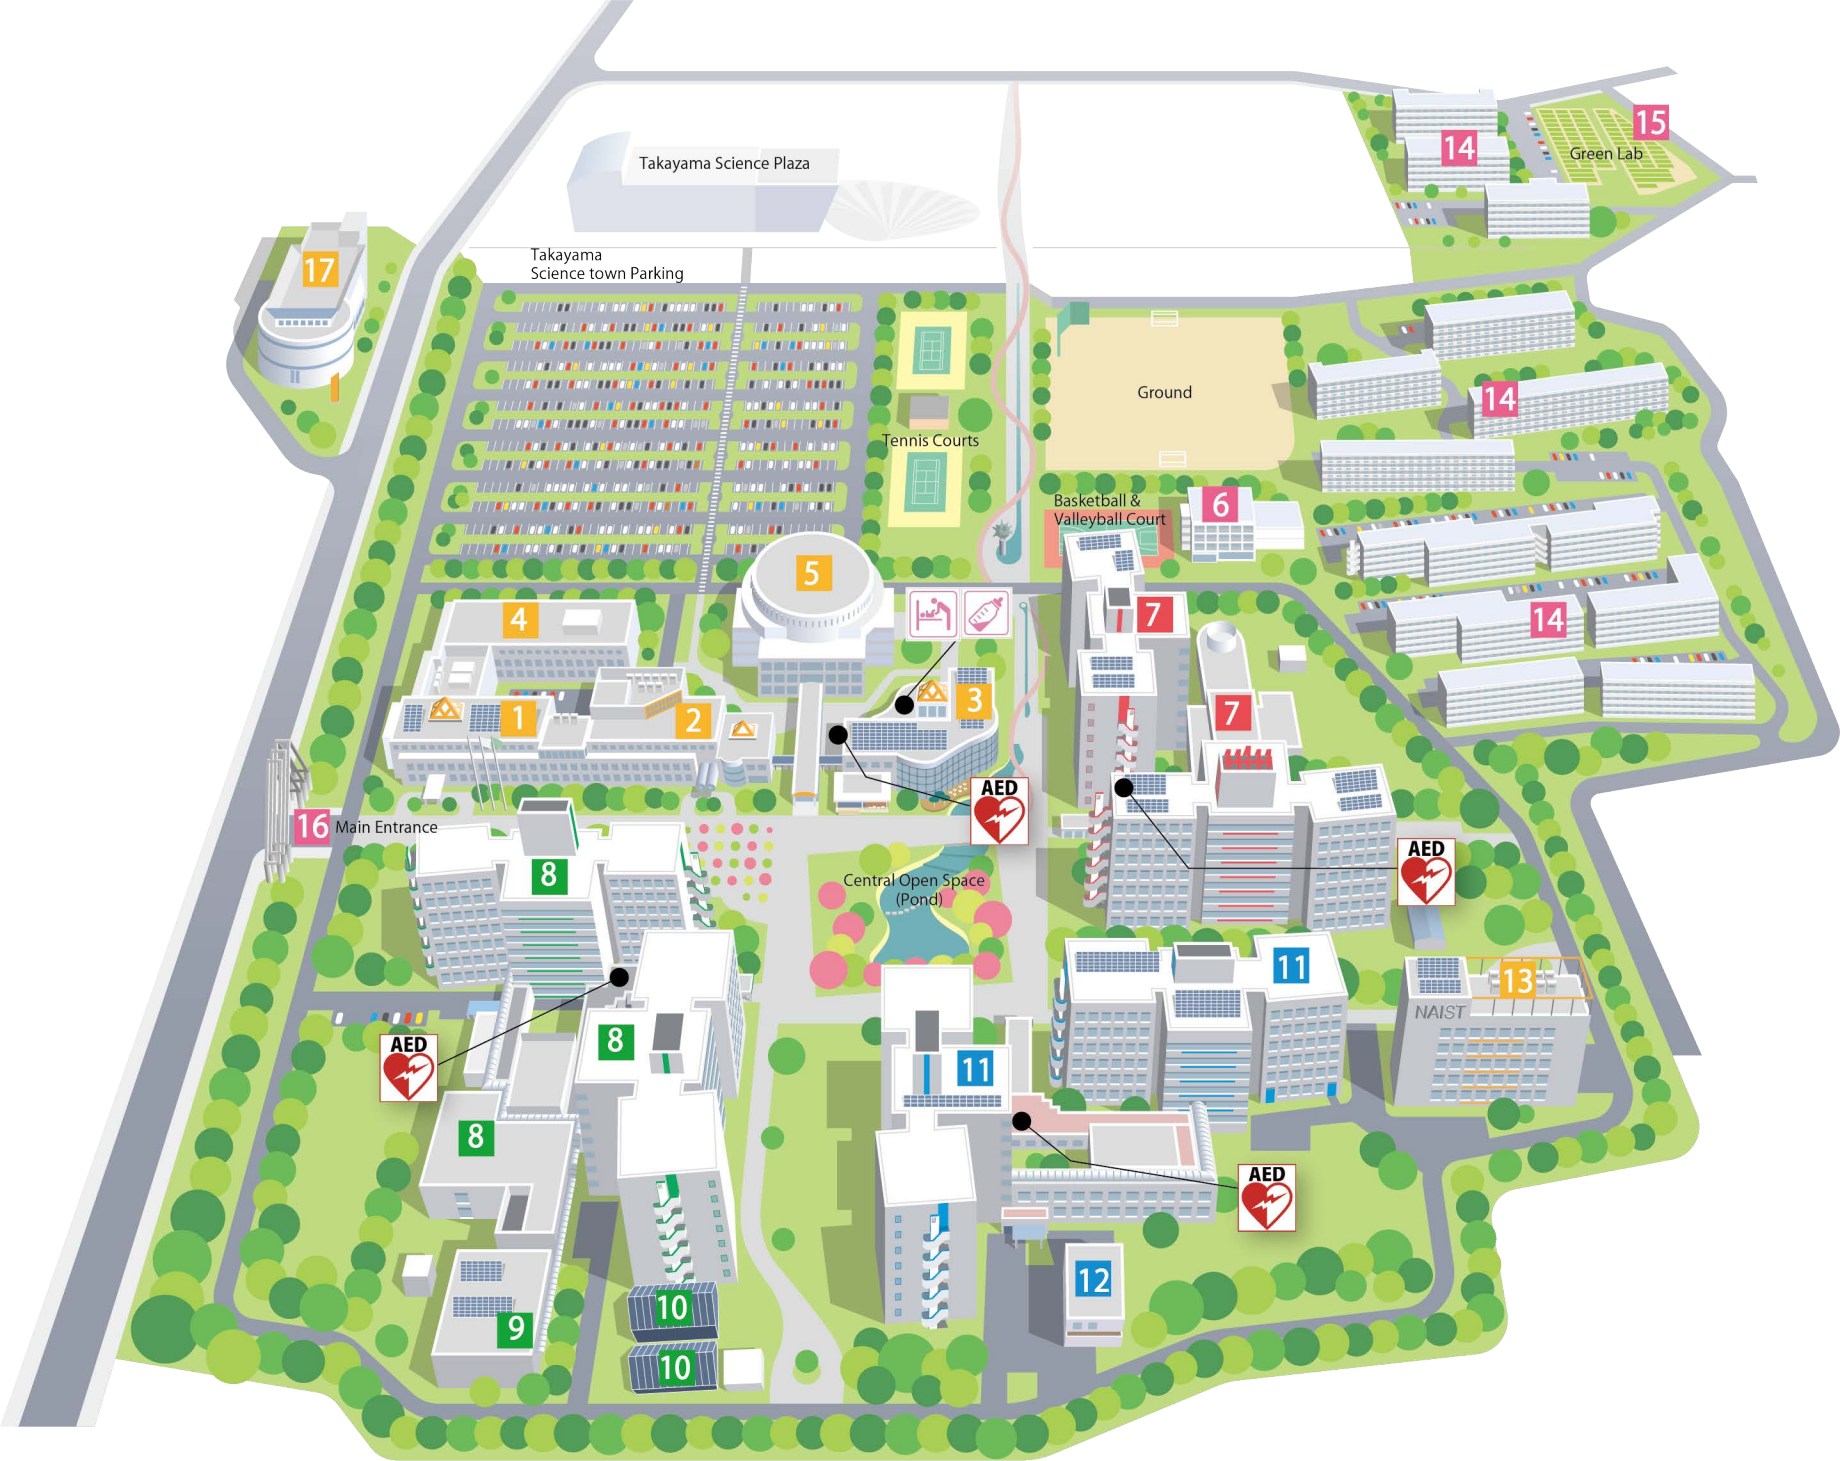 15
14
Green Lab
Takayama Science Plaza
Takayama
Science town Parking
17
Ground
14
Tennis Courts
Basketball &
Valleyball Court
6
5
4
7
14
3
1
2
7
AED
16
Main Entrance
AED
8
Central Open Space
(Pond)
11
13
NAIST
8
AED
11
8
AED
12
10
9
10